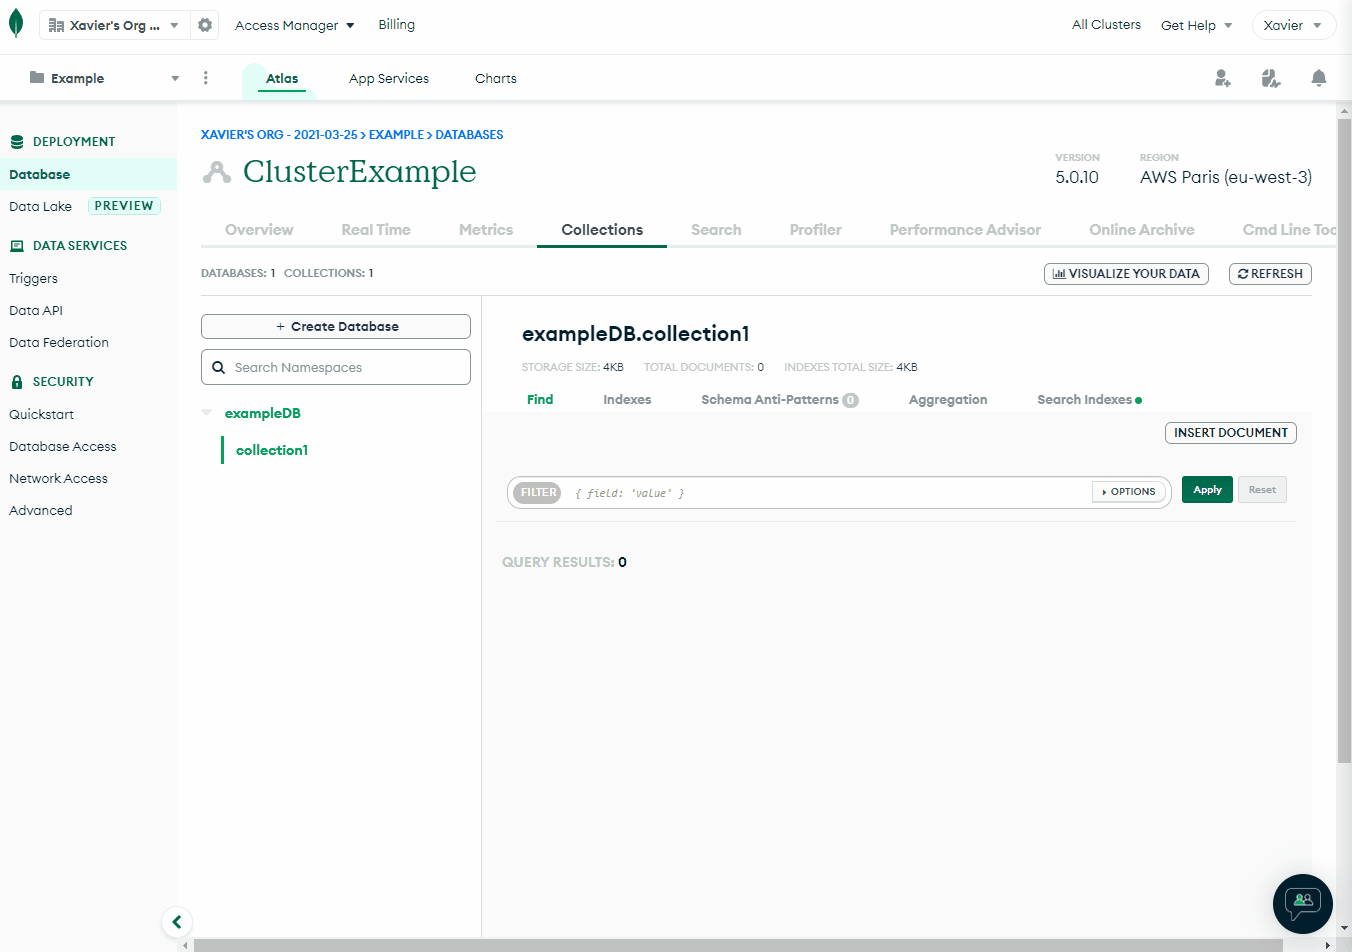 Xavier's Org ...
Access Manager
Billing
All Clusters
Get Help
Xavier
Example
Atlas
App Services
Charts
DEPLOYMENT
Database
Data Lake PREVIEW
DATA SERVICES
Triggers
Data API
Data Federation
SECURITY
Quickstart
Database Access
Network Access
Advanced
XAVIER'S ORG - 2021-03-25 > EXAMPLE > DATABASES
ClusterExample
VERSION
5.0.10
REGION
AWS Paris (eu-west-3)
Overview
Real Time
Metrics
Collections
Search
Profiler
Performance Advisor
Online Archive
Cmd Line Too
DATABASES: 1 COLLECTIONS: 1
VISUALIZE YOUR DATA
REFRESH
+ Create Database
Search Namespaces
exampleDB
collection1
exampleDB.collection1
STORAGE SIZE: 4KB TOTAL DOCUMENTS: 0 INDEXES TOTAL SIZE: 4KB
Find
Indexes
Schema Anti-Patterns 0
Aggregation
Search Indexes
INSERT DOCUMENT
FILTER { field: 'value' }
OPTIONS
Apply
Reset
QUERY RESULTS: 0